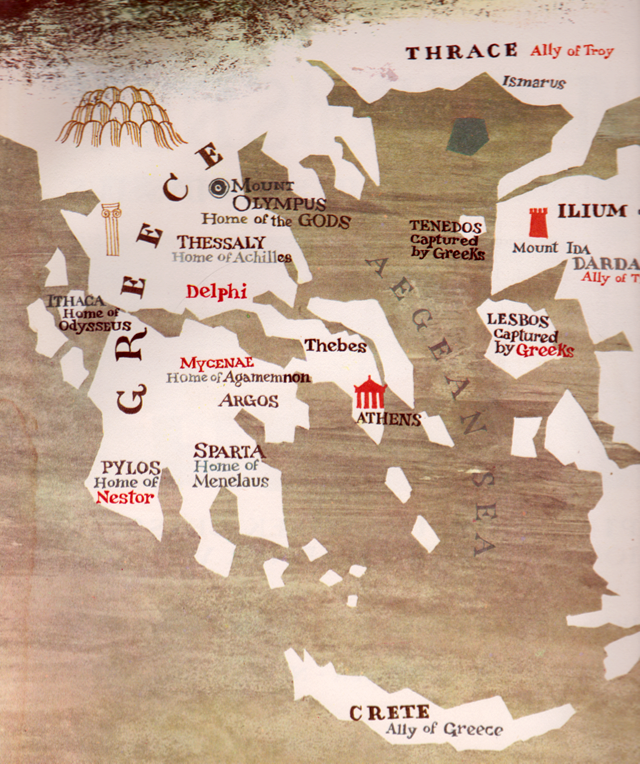 THRACE Ally of Troy
Ismarus
GREECE
MOUNT
OLYMPUS
Home of the GODS
THESSALY
Home of Achilles
Delphi
ITHACA
Home of
Odysseus
TENEDOS
Captured
by Greeks
ILIUM
Mount Ida
DARDA
Ally of T
AEGEAN SEA
LESBOS
Captured
by Greeks
Thebes
MYCENAE
Home of Agamemnon
ARGOS
ATHENS
PYLOS
Home of
Nestor
SPARTA
Home of
Menelaus
CRETE
Ally of Greece